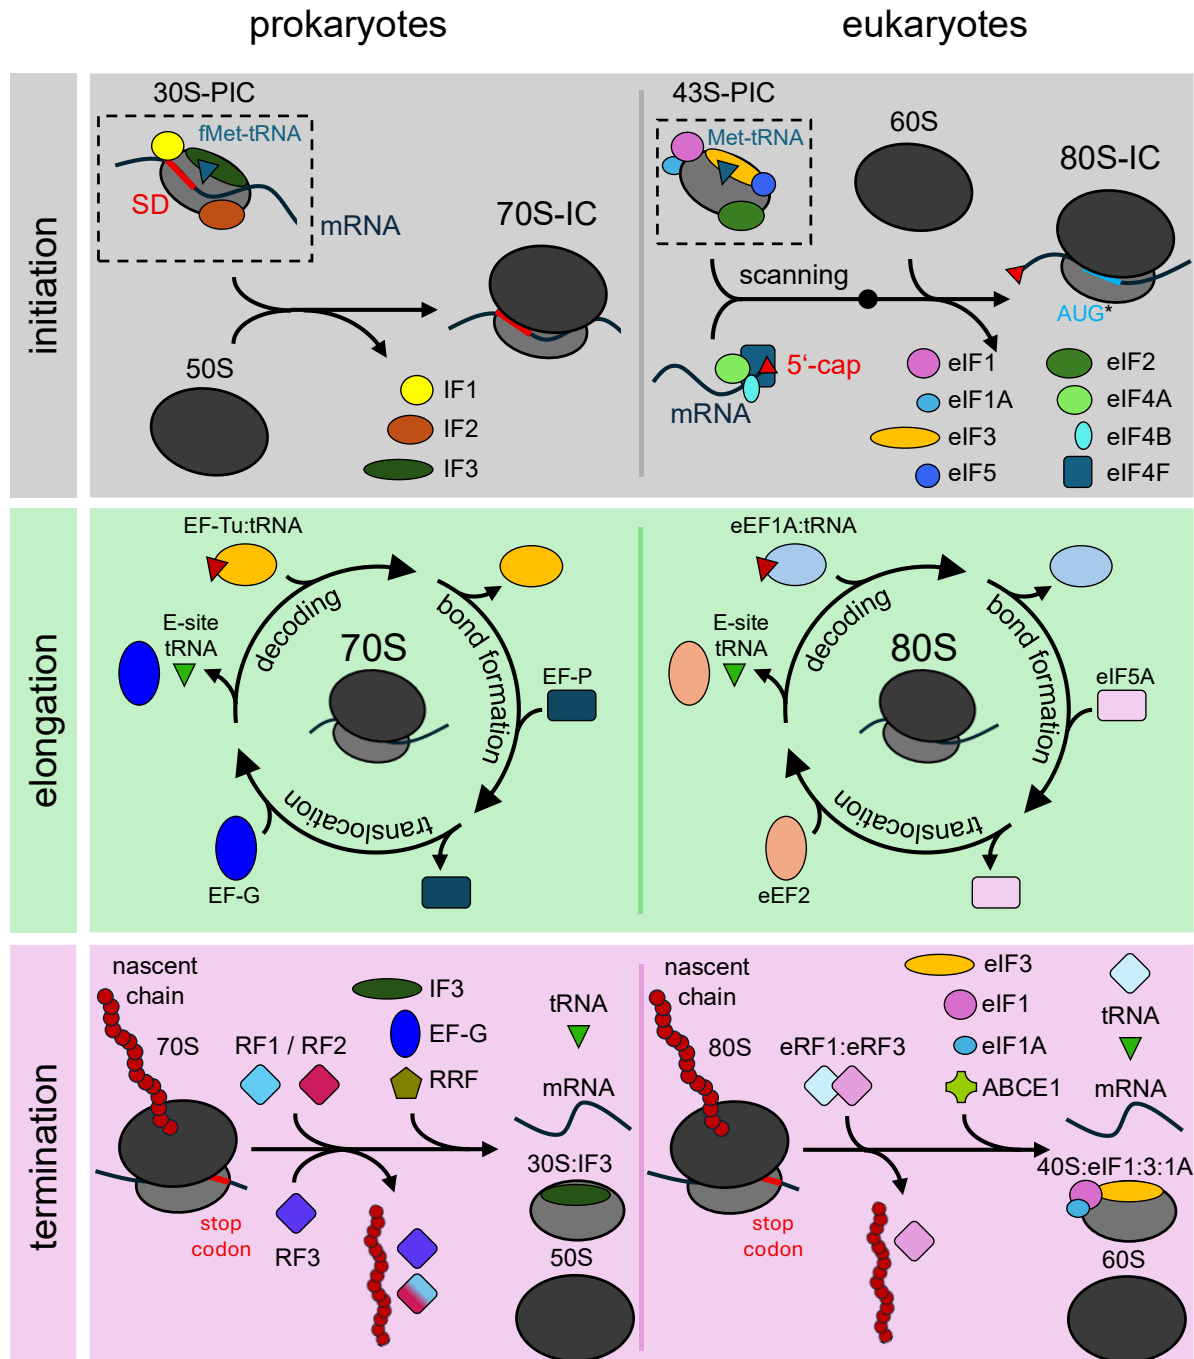 prokaryotes
eukaryotes
initiation
30S-PIC
fMet-tRNA
SD
mRNA
70S-IC
50S
IF1
IF2
IF3
43S-PIC
Met-tRNA
60S
80S-IC
scanning
AUG*
5‘-cap
mRNA
eIF1
eIF1A
eIF3
eIF5
eIF2
eIF4A
eIF4B
eIF4F
elongation
EF-Tu:tRNA
decoding
bond formation
E-site
tRNA
70S
EF-P
translocation
EF-G
eEF1A:tRNA
decoding
bond formation
E-site
tRNA
80S
eIF5A
translocation
eEF2
termination
nascent
chain
70S
RF1 / RF2
IF3
EF-G
RRF
tRNA
mRNA
30S:IF3
50S
stop
codon
RF3
nascent
chain
80S
eRF1:eRF3
eIF3
eIF1
eIF1A
ABCE1
tRNA
mRNA
40S:eIF1:3:1A
60S
stop
codon